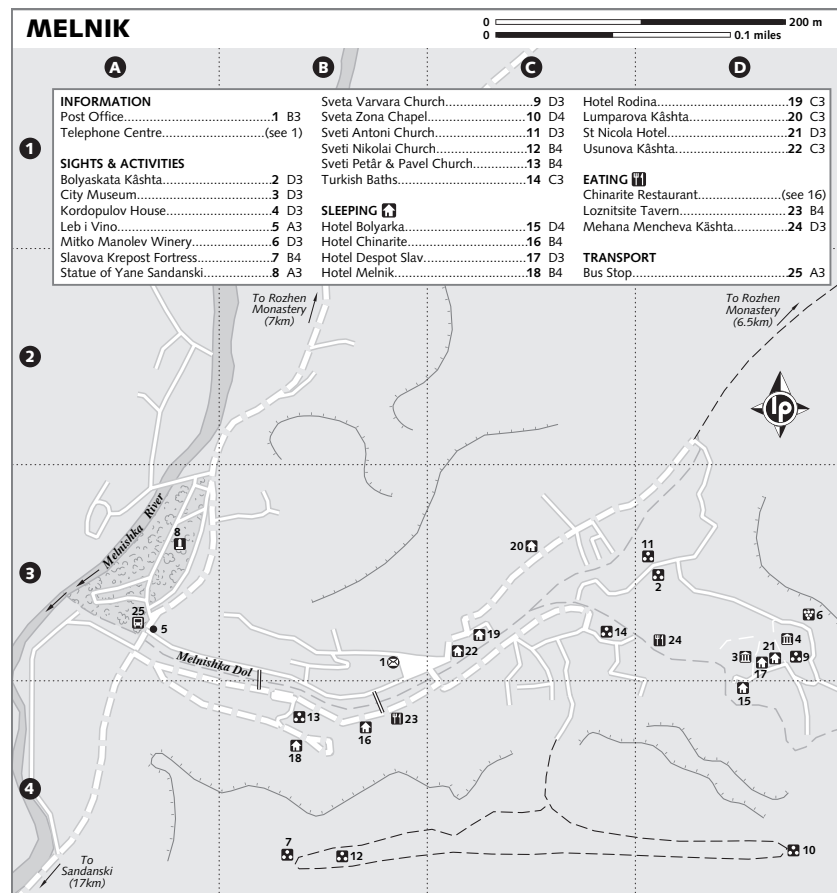 MELNIK
0 200 m
0 0.1 miles
A B C D
1
INFORMATION
Post Office 1 B3
Telephone Centre (see 1)
SIGHTS & ACTIVITIES
Bolyaskata Kâshta 2 D3
City Museum 3 D3
Kordopulov House 4 D3
Leb i Vino 5 A3
Mitko Manolev Winery 6 D3
Slavova Krepost Fortress 7 B4
Statue of Yane Sandanski 8 A3
Sveta Varvara Church 9 D3
Sveta Zona Chapel 10 D4
Sveti Antoni Church 11 D3
Sveti Nikolai Church 12 B4
Sveti Petâr & Pavel Church 13 B4
Turkish Baths 14 C3
SLEEPING
Hotel Bolyarka 15 D4
Hotel Chinarite 16 B4
Hotel Despot Slav 17 D3
Hotel Melnik 18 B4
Hotel Rodina 19 C3
Lumparova Kâshta 20 C3
St Nicola Hotel 21 D3
Usunova Kâshta 22 C3
EATING
Chinarite Restaurant (see 16)
Loznitsite Tavern 23 B4
Mehana Mencheva Kâshta 24 D3
TRANSPORT
Bus Stop 25 A3
To Rozhen
Monastery
(7km)
To Rozhen
Monastery
(6.5km)
2
lp
Melnishka River
8
20
11
2
3
25
5
6
19
14
24
4
21
3
9
Melnishka Dol
1
22
17
15
13
23
16
18
4
7
12
10
To
Sandanski
(17km)